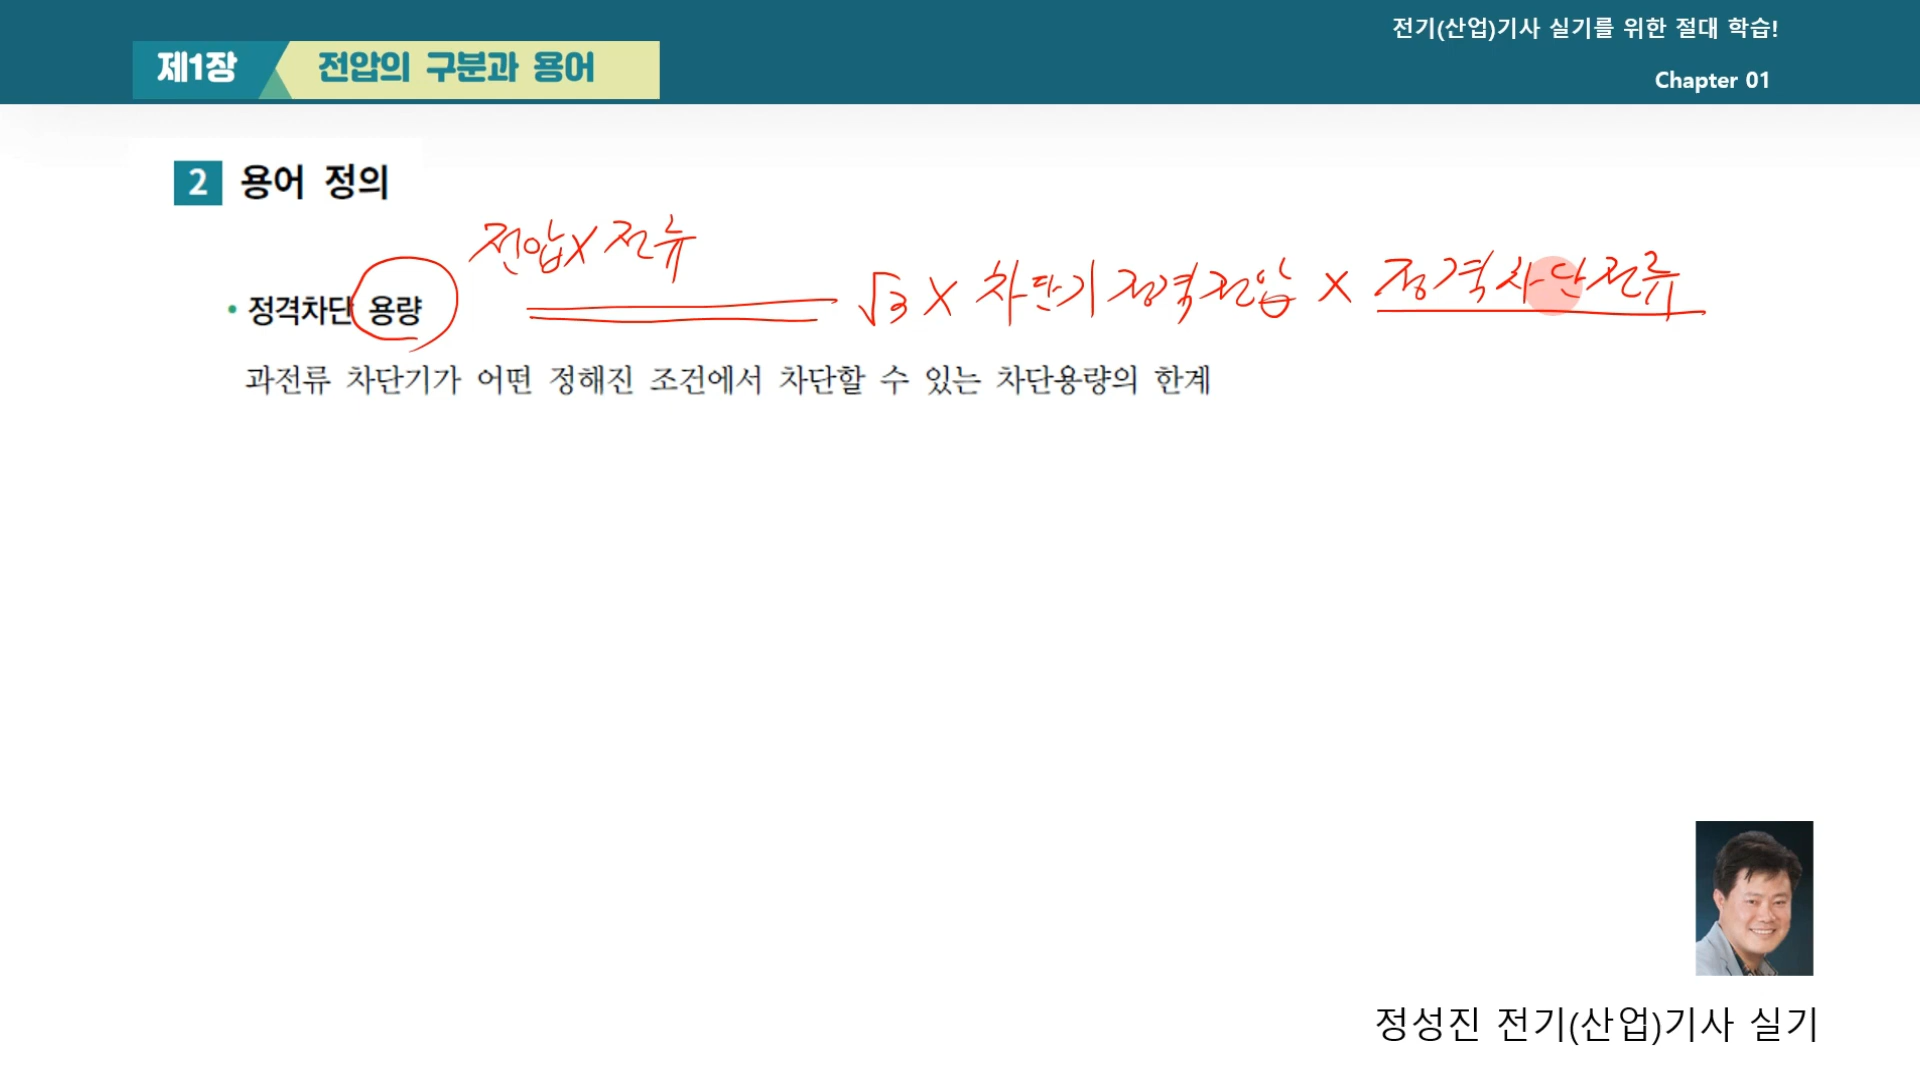 전기(산업)기사 실기를 위한 절대 학습!
제1장 전압의 구분과 용어
Chapter 01
2 용어 정의
전압 X 전류
• 정격차단 용량
√3 X 차단기 정격전압 X 정격차단전류
과전류 차단기가 어떤 정해진 조건에서 차단할 수 있는 차단용량의 한계
정성진 전기(산업)기사 실기